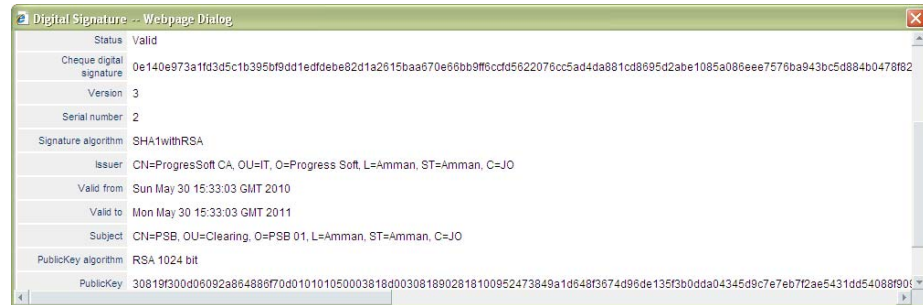 Digital Signature -- Webpage Dialog
Status Valid
Cheque digital signature 0e140e973a1fd3d5c1b395bf9dd1edfdebe82d1a2615baa670e66bb9ff6ccfd5622076cc5ad4da881cd8695d2abe1085a086eee7576ba943bc5d884b0478f82
Version 3
Serial number 2
Signature algorithm SHA1withRSA
Issuer CN=ProgresSoft CA, OU=IT, O=Progress Soft, L=Amman, ST=Amman, C=JO
Valid from Sun May 30 15:33:03 GMT 2010
Valid to Mon May 30 15:33:03 GMT 2011
Subject CN=PSB, OU=Clearing, O=PSB 01, L=Amman, ST=Amman, C=JO
PublicKey algorithm RSA 1024 bit
PublicKey 30819f300d06092a864886f70d010101050003818d0030818902818100952473849a1d648f3674d96de135f3b0dda04345d9c7e7eb7f2ae5431dd54088f909